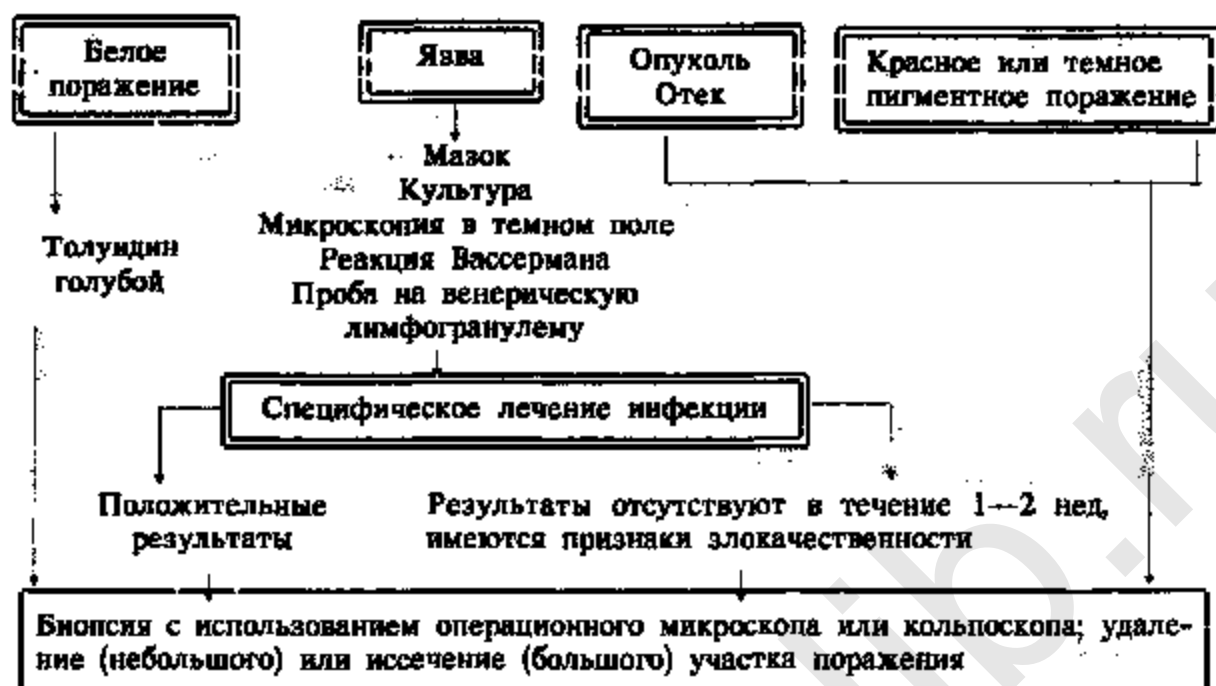 Белое
поражение
Язва
Опухоль
Отек
Красное или темное
пигментное поражение
Мазок
Культура
Микроскопия в темном поле
Реакция Вассермана
Проба на венерическую
лимфогранулему
Толуидин
голубой
Специфическое лечение инфекции
Положительные
результаты
Результаты отсутствуют в течение 1—2 нед,
имеются признаки злокачественности
Биопсия с использованием операционного микроскопа или кольпоскопа; удале-
ние (небольшого) или иссечение (большого) участка поражения